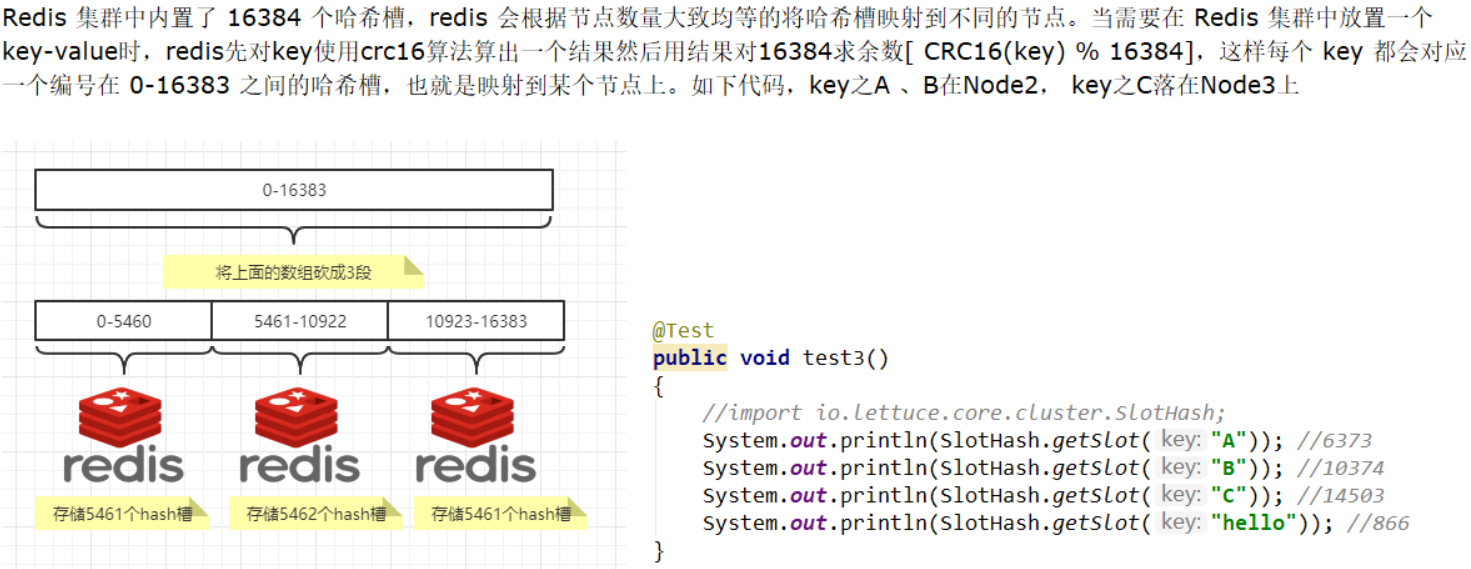 Redis 集群中内置了 16384 个哈希槽，redis 会根据节点数量大致均等的将哈希槽映射到不同的节点。当需要在 Redis 集群中放置一个
key-value时，redis先对key使用crc16算法算出一个结果然后用结果对16384求余数[ CRC16(key) % 16384]，这样每个 key 都会对应
一个编号在 0-16383 之间的哈希槽，也就是映射到某个节点上。如下代码，key之A 、B在Node2， key之C落在Node3上
0-16383
将上面的数组砍成3段
0-5460
5461-10922
10923-16383
redis
redis
redis
存储5461个hash槽
存储5462个hash槽
存储5461个hash槽
@Test
public void test3()
{
//import io.lettuce.core.cluster.SlotHash;
System.out.println(SlotHash.getSlot( key: "A")); //6373
System.out.println(SlotHash.getSlot( key: "B")); //10374
System.out.println(SlotHash.getSlot( key: "C")); //14503
System.out.println(SlotHash.getSlot( key: "hello")); //866
}